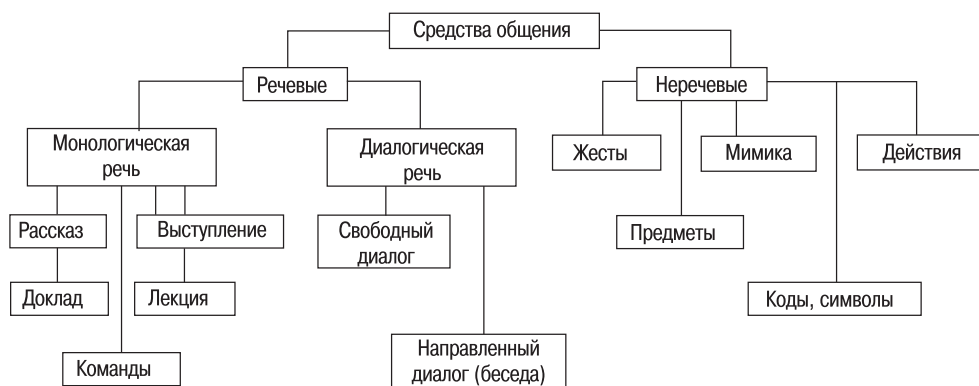 Средства общения
Речевые
Неречевые
Монологическая
речь
Диалогическая
речь
Жесты
Мимика
Действия
Рассказ
Выступление
Свободный
диалог
Предметы
Доклад
Лекция
Коды, символы
Команды
Направленный
диалог (беседа)